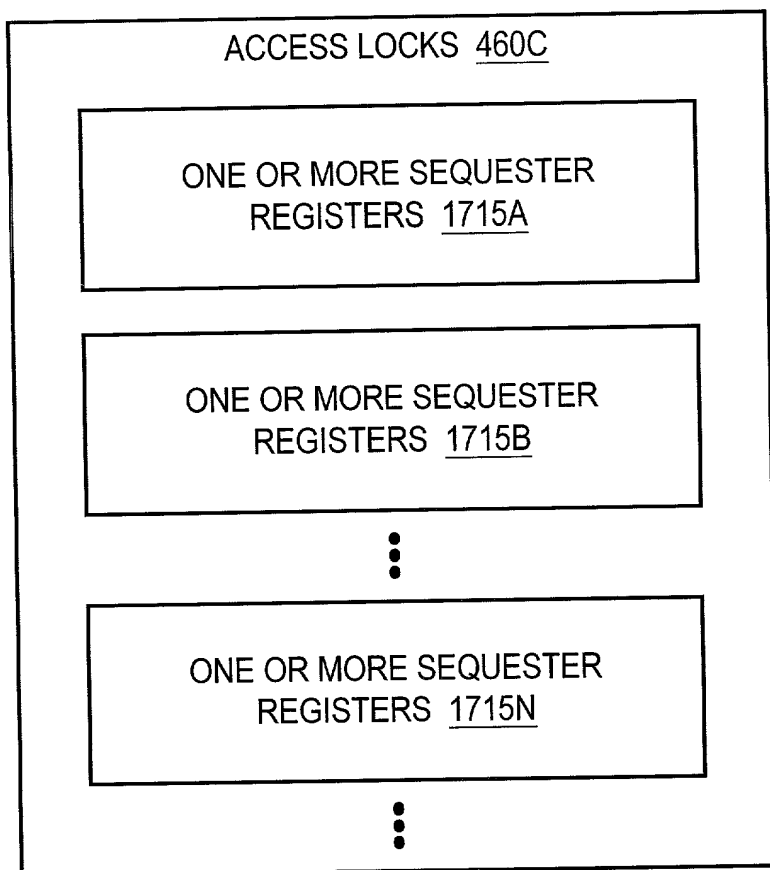 ACCESS LOCKS 460C
ONE OR MORE SEQUESTER
REGISTERS 1715A
ONE OR MORE SEQUESTER
REGISTERS 1715B
ONE OR MORE SEQUESTER
REGISTERS 1715N